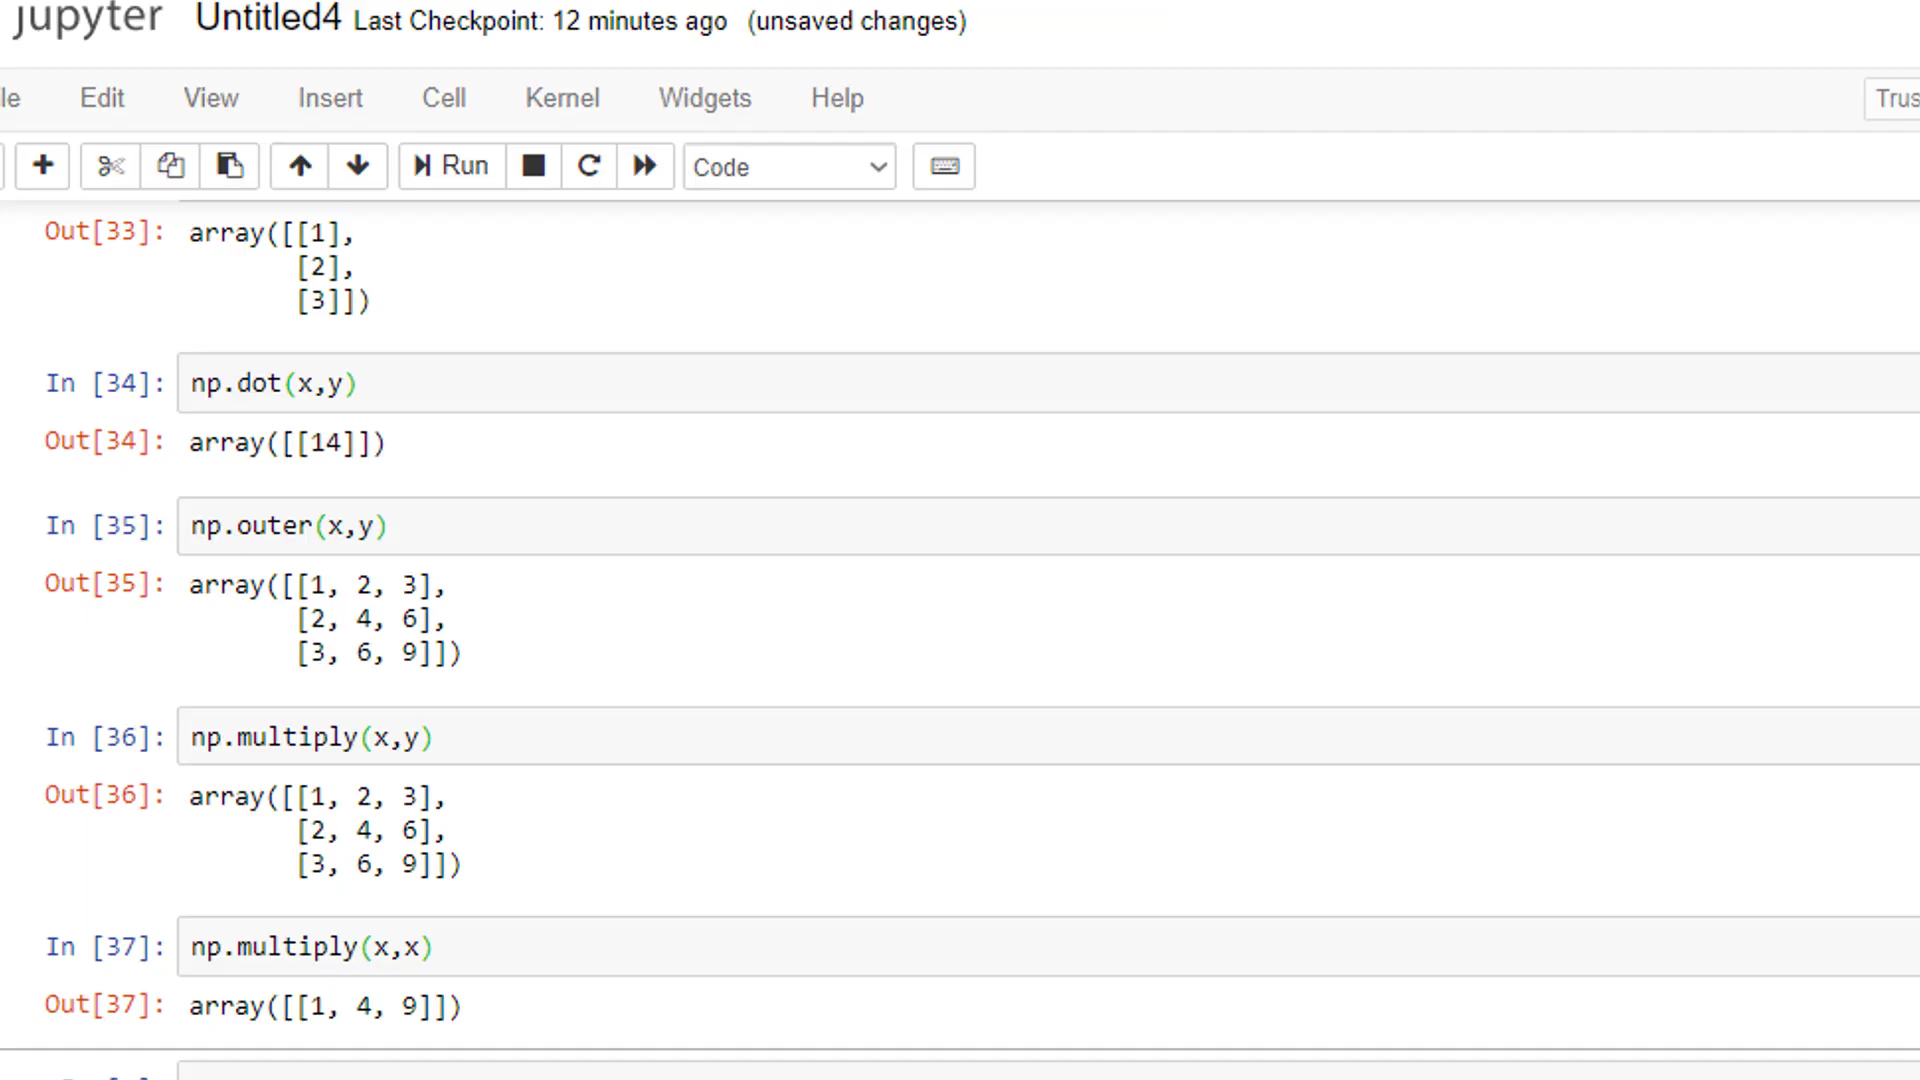 jupyter Untitled4 Last Checkpoint: 12 minutes ago (unsaved changes)
le Edit View Insert Cell Kernel Widgets Help Trus
Run Code
Out[33]: array([[1],
[2],
[3]])
In [34]: np.dot(x,y)
Out[34]: array([[14]])
In [35]: np.outer(x,y)
Out[35]: array([[1, 2, 3],
[2, 4, 6],
[3, 6, 9]])
In [36]: np.multiply(x,y)
Out[36]: array([[1, 2, 3],
[2, 4, 6],
[3, 6, 9]])
In [37]: np.multiply(x,x)
Out[37]: array([[1, 4, 9]])